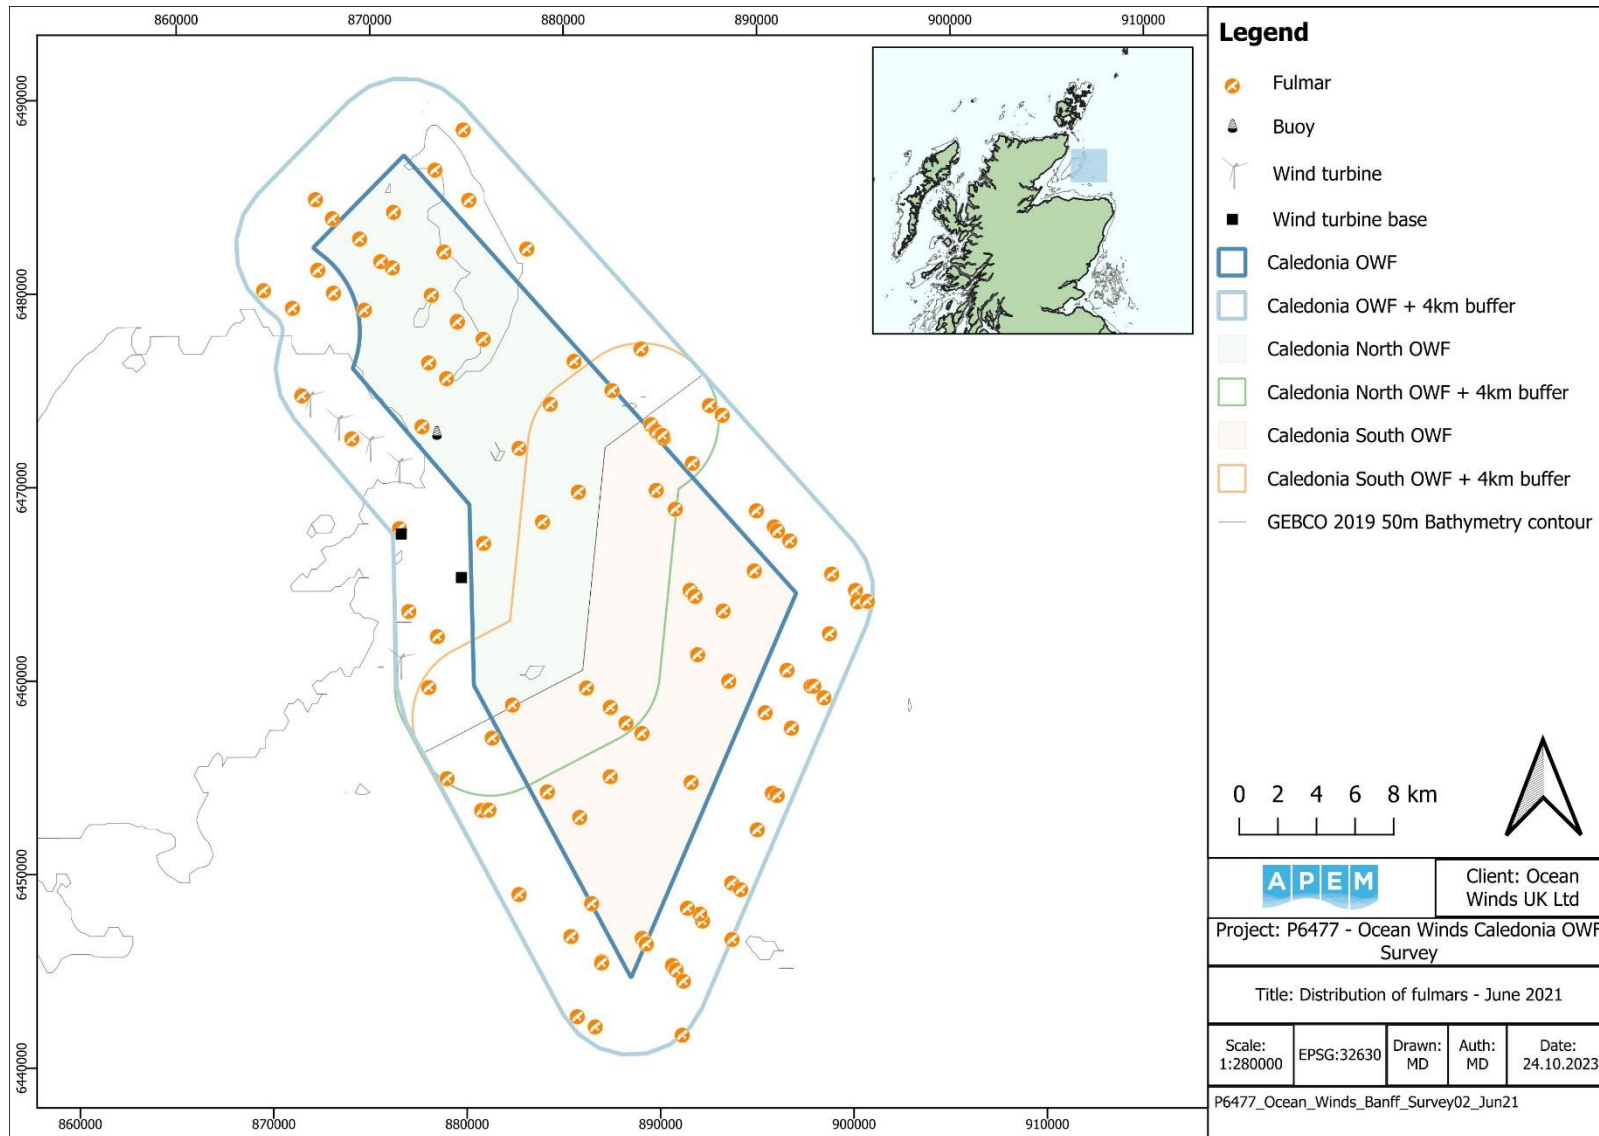 860000 870000 880000 890000 900000 910000
6490000
6480000
6470000
6460000
6450000
6440000
860000 870000 880000 890000 900000 910000
Legend
Fulmar
Buoy
Wind turbine
Wind turbine base
Caledonia OWF
Caledonia OWF + 4km buffer
Caledonia North OWF
Caledonia North OWF + 4km buffer
Caledonia South OWF
Caledonia South OWF + 4km buffer
GEBCO 2019 50m Bathymetry contour
0 2 4 6 8 km
APEM
Client: Ocean
Winds UK Ltd
Project: P6477 - Ocean Winds Caledonia OWF
Survey
Title: Distribution of fulmars - June 2021
Scale:
1:280000
EPSG:32630
Drawn:
MD
Auth:
MD
Date:
24.10.2023
P6477_Ocean_Winds_Banff_Survey02_Jun21